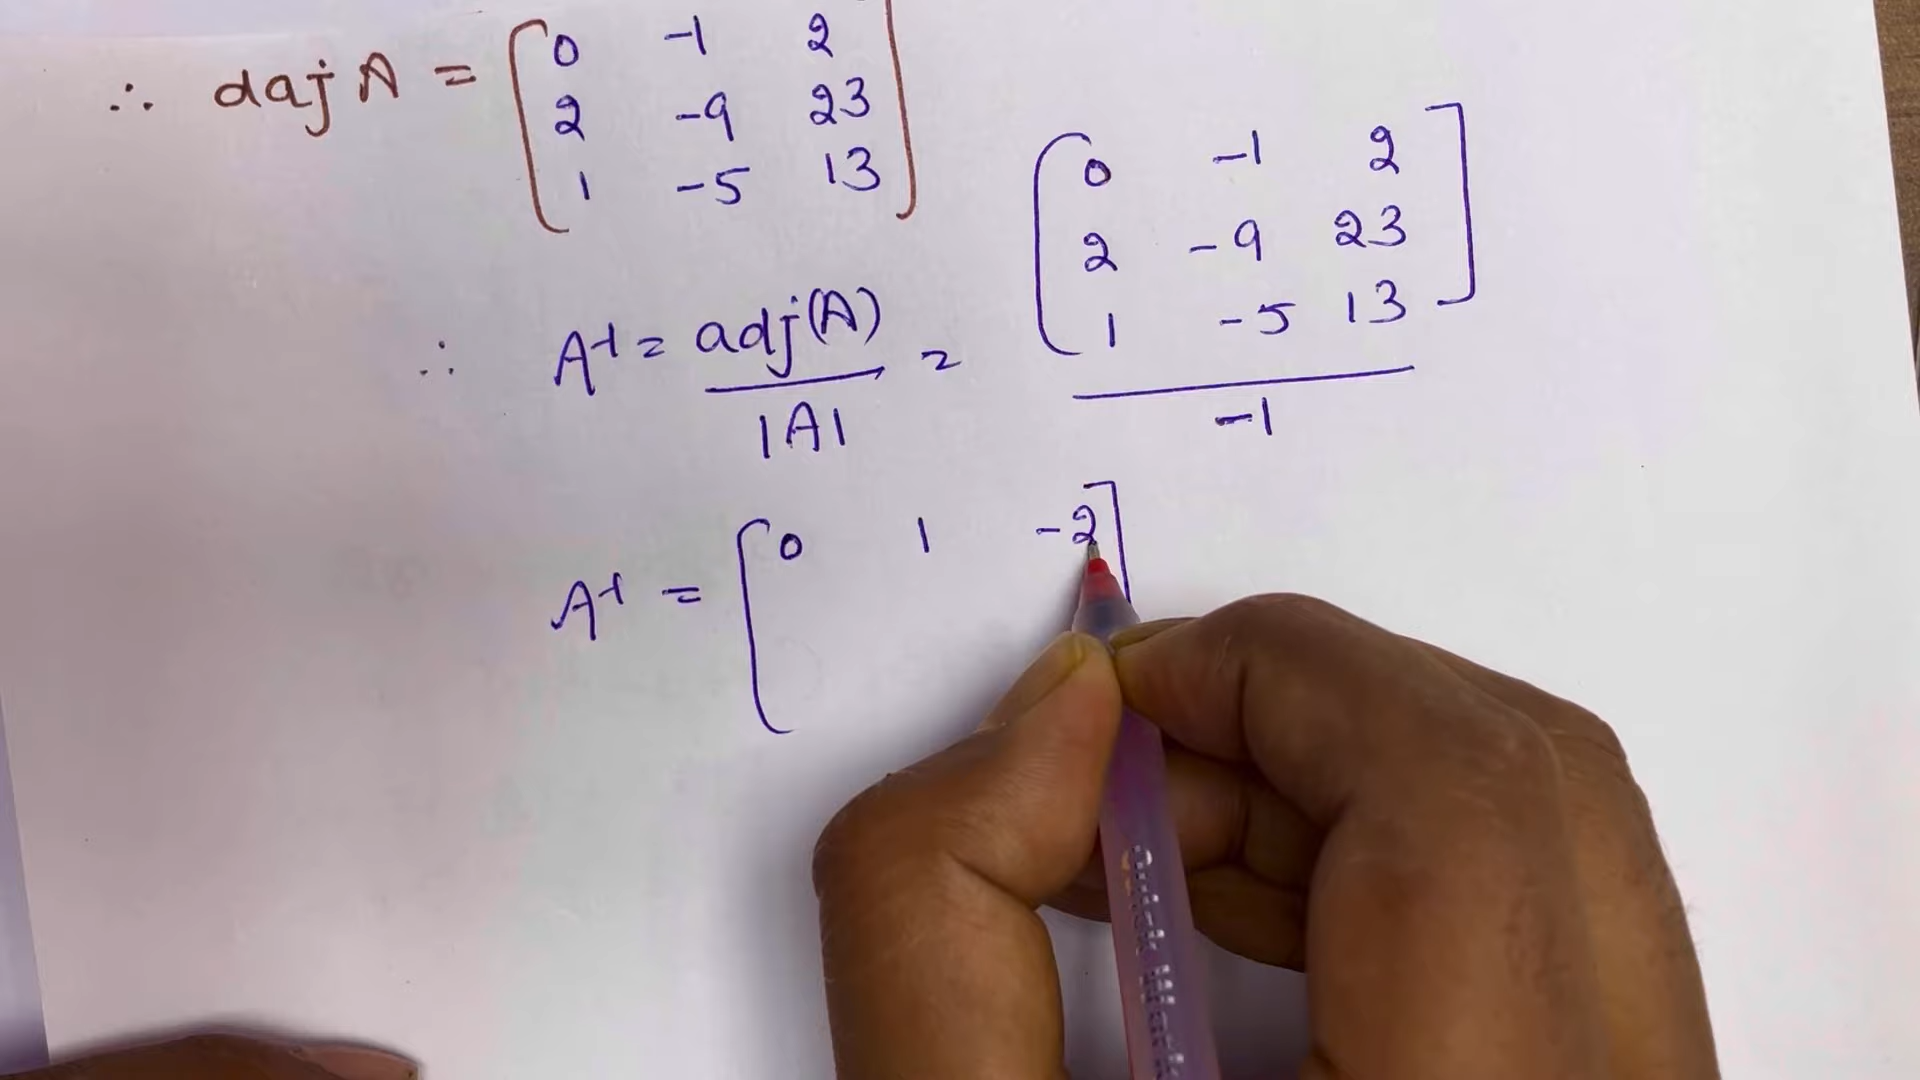 ∴ daj A = [0 -1 2
2 -9 23
1 -5 13]
∴ A⁻¹ = adj(A) / |A| = [0 -1 2
2 -9 23
1 -5 13] / -1
A⁻¹ = [0 1 -2]